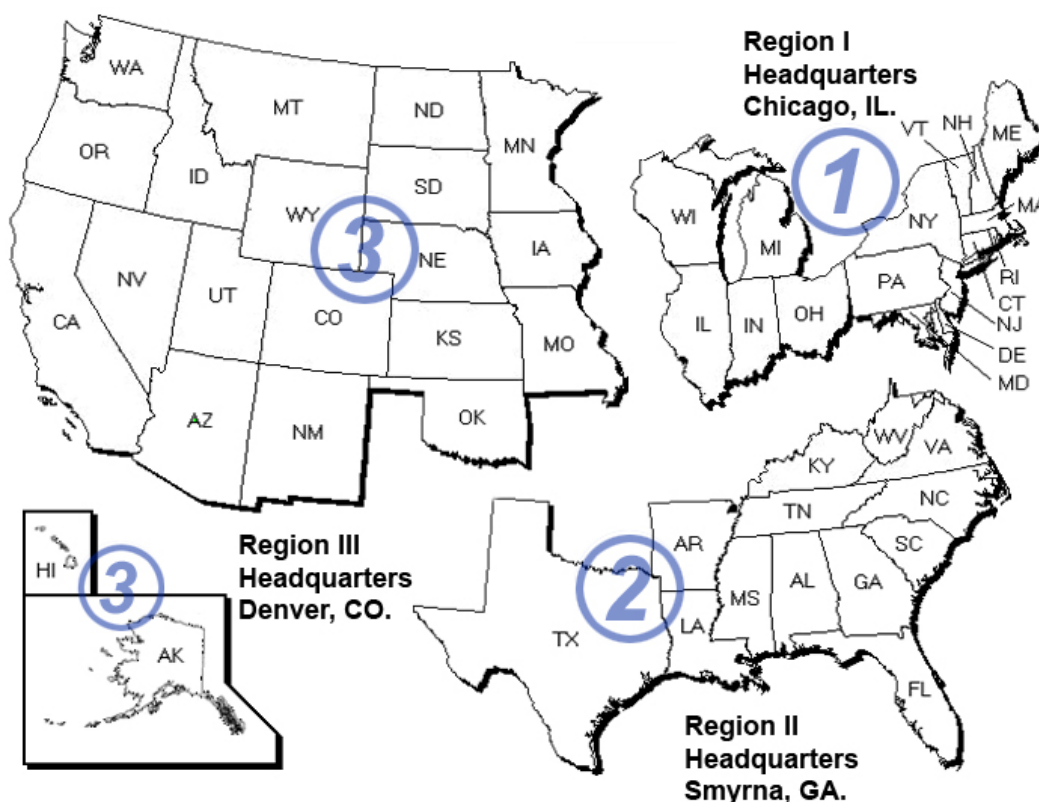 Region I
Headquarters
Chicago, IL.
1
VT
NH
ME
MA
WI
MI
NY
RI
CT
PA
NJ
IL
IN
OH
DE
MD
WA
MT
ND
MN
OR
ID
SD
WY
3
NE
IA
NV
UT
CA
CO
KS
MO
AZ
NM
OK
HI
3
AK
Region III
Headquarters
Denver, CO.
WV
VA
KY
NC
TN
SC
AR
2
MS
AL
GA
LA
TX
FL
Region II
Headquarters
Smyrna, GA.